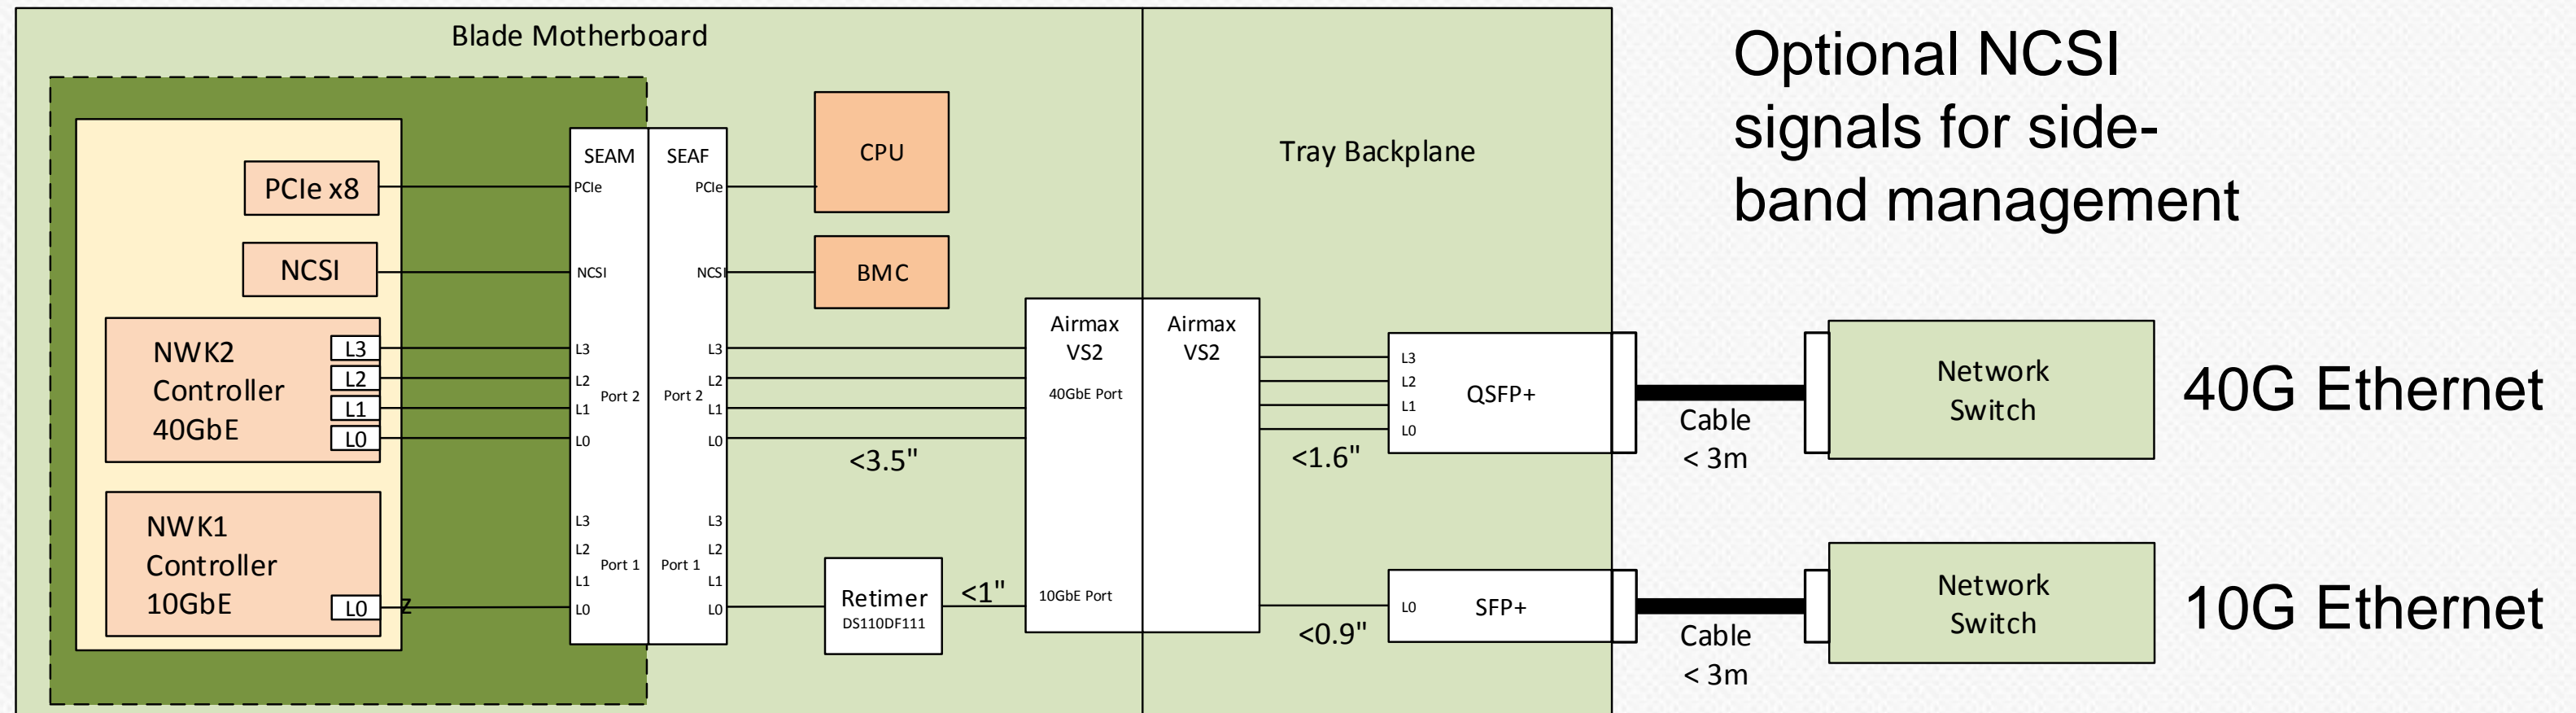 Blade Motherboard
Optional NCSI
signals for side-
band management
Tray Backplane
SEAM
SEAF
CPU
PCIe x8
PCIe
PCIe
NCSI
NCSI
NCSI
BMC
NWK2
Controller
40GbE
L3
L2
L1
L0
L3
L2
L1
L0
Port 2
Port 2
L3
L2
L1
L0
<3.5"
Airmax
VS2
40GbE Port
Airmax
VS2
<1.6"
L3
L2
L1
L0
QSFP+
Cable
< 3m
Network
Switch
40G Ethernet
NWK1
Controller
10GbE
L0
z
L3
L2
L1
L0
Port 1
Port 1
L3
L2
L1
L0
Retimer
DS110DF111
<1"
10GbE Port
<0.9"
L0
SFP+
Cable
< 3m
Network
Switch
10G Ethernet